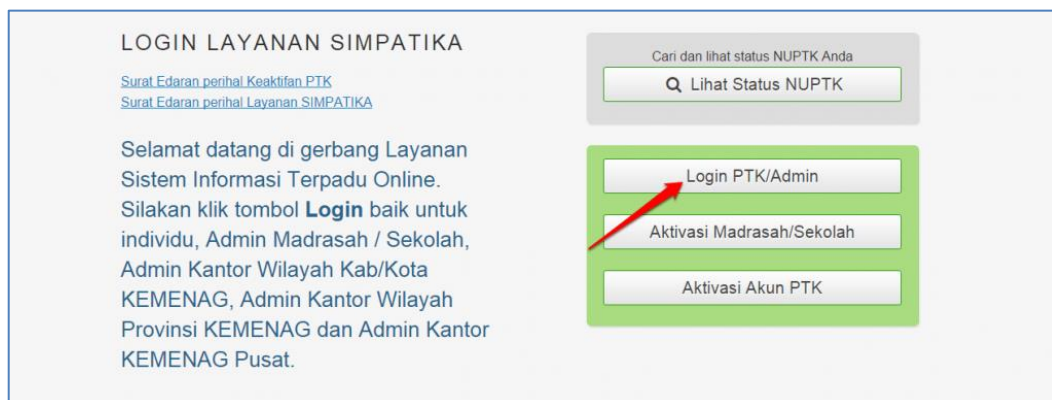 LOGIN LAYANAN SIMPATIKA
Surat Edaran perihal Keaktifan PTK
Surat Edaran perihal Layanan SIMPATIKA
Selamat datang di gerbang Layanan
Sistem Informasi Terpadu Online.
Silakan klik tombol Login baik untuk
individu, Admin Madrasah / Sekolah,
Admin Kantor Wilayah Kab/Kota
KEMENAG, Admin Kantor Wilayah
Provinsi KEMENAG dan Admin Kantor
KEMENAG Pusat.
Cari dan lihat status NUPTK Anda
Lihat Status NUPTK
Login PTK/Admin
Aktivasi Madrasah/Sekolah
Aktivasi Akun PTK